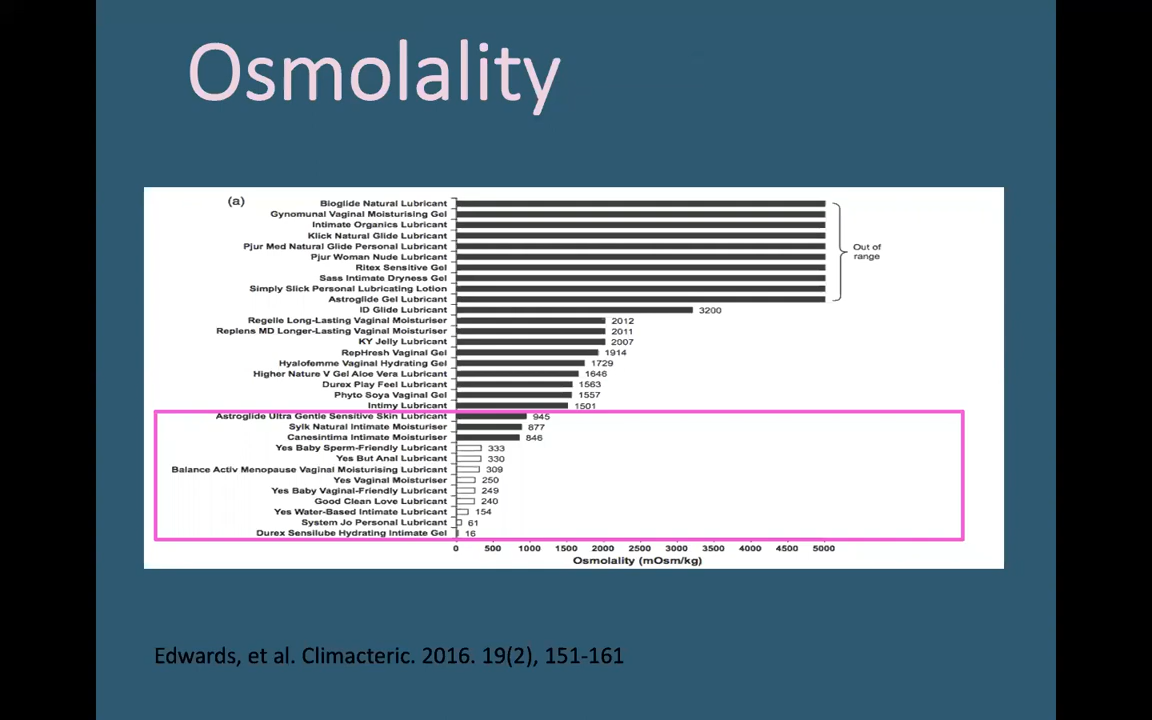 Osmolality
(a)
Bioglide Natural Lubricant
Gynomunal Vaginal Moisturising Gel
Intimate Organics Lubricant
Klick Natural Glide Lubricant
Pjur Med Natural Glide Personal Lubricant
Pjur Woman Nude Lubricant
Ritex Sensitive Gel
Sass Intimate Dryness Gel
Simply Slick Personal Lubricating Lotion
Astroglide Gel Lubricant
Out of
range
ID Glide Lubricant 3200
Regelle Long-Lasting Vaginal Moisturiser 2012
Replens MD Longer-Lasting Vaginal Moisturiser 2011
KY Jelly Lubricant 2007
RepHresh Vaginal Gel 1914
Hyalofemme Vaginal Hydrating Gel 1729
Higher Nature V Gel Aloe Vera Lubricant 1646
Durex Play Feel Lubricant 1563
Phyto Soya Vaginal Gel 1557
Intimy Lubricant 1501
Astroglide Ultra Gentle Sensitive Skin Lubricant 945
Sylk Natural Intimate Moisturiser 877
Canesintima Intimate Moisturiser 846
Yes Baby Sperm-Friendly Lubricant 333
Yes But Anal Lubricant 330
Balance Activ Menopause Vaginal Moisturising Lubricant 309
Yes Vaginal Moisturiser 250
Yes Baby Vaginal-Friendly Lubricant 249
Good Clean Love Lubricant 240
Yes Water-Based Intimate Lubricant 154
System Jo Personal Lubricant 61
Durex Sensilube Hydrating Intimate Gel 16
0 500 1000 1500 2000 2500 3000 3500 4000 4500 5000
Osmolality (mOsm/kg)
Edwards, et al. Climacteric. 2016. 19(2), 151-161